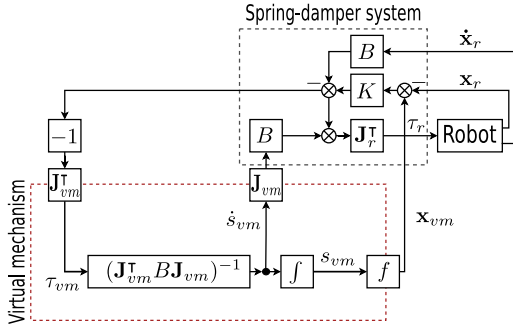 Spring-damper system
B
ẋ_r
−
K
−
x_r
−1
B
J_r^⊤
τ_r
Robot
J_vm^⊤
J_vm
Virtual mechanism
ṡ_vm
x_vm
τ_vm
(J_vm^⊤ B J_vm)^−1
∫
s_vm
f